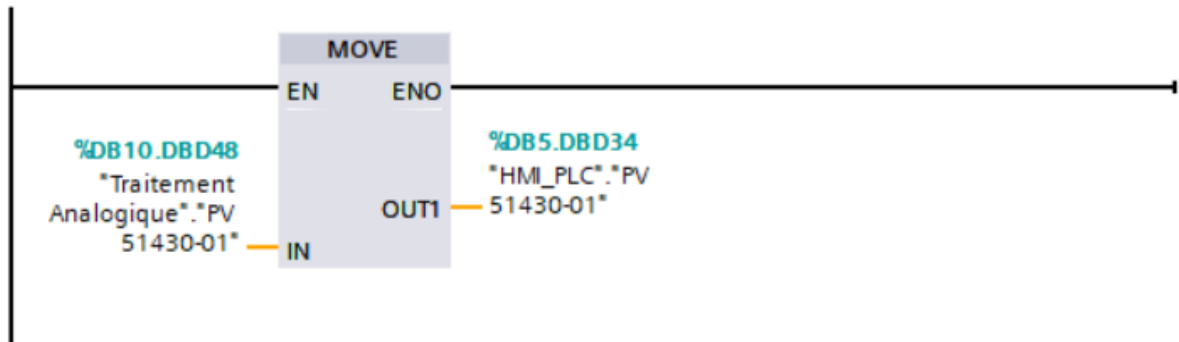 MOVE
EN ENO
%DB10.DBD48
"Traitement
Analogique"."PV
51430-01"
IN
%DB5.DBD34
"HMI_PLC"."PV
51430-01"
OUT1